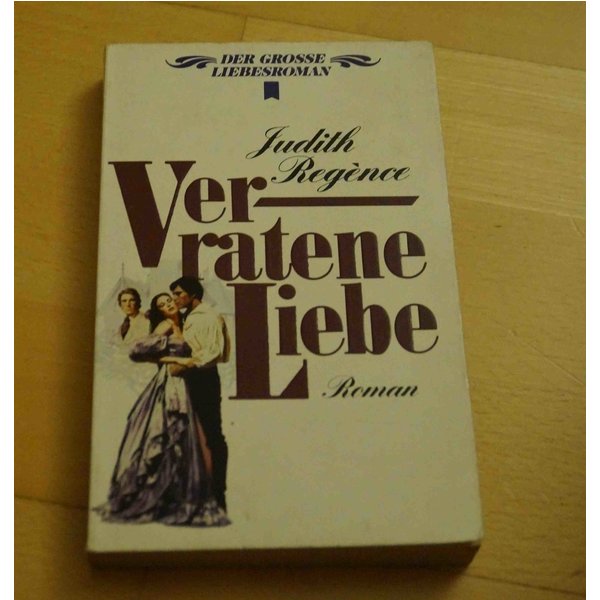 DER GROSSE
LIEBESROMAN
Judith
Regènce
Ver-
ratene
Liebe
Roman